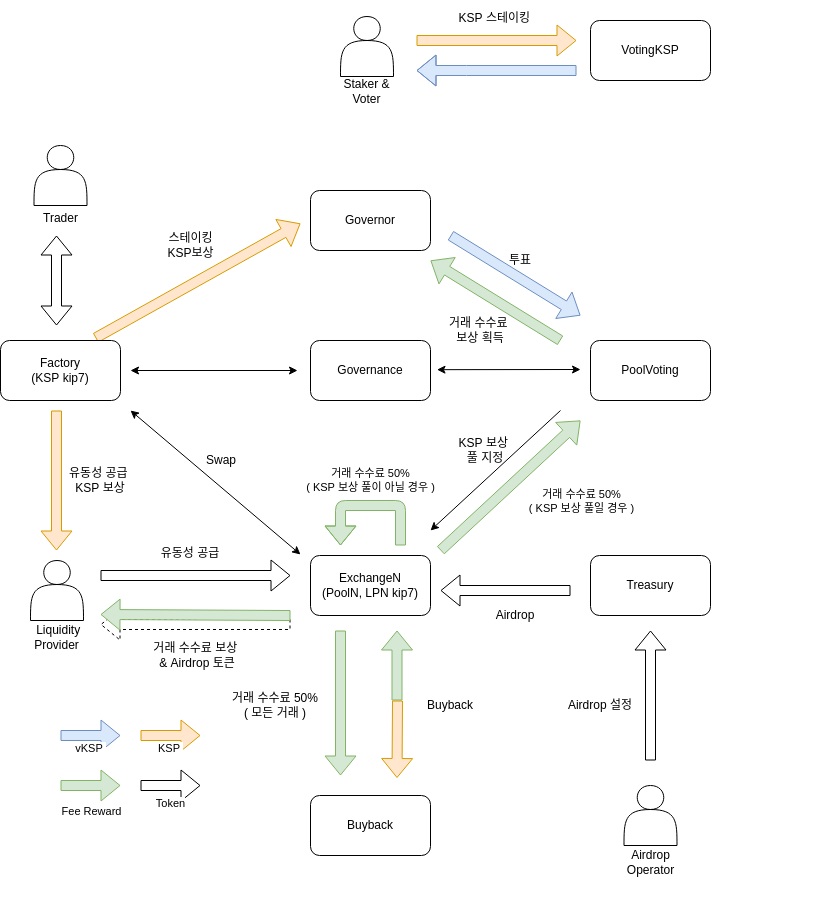 KSP 스테이킹
VotingKSP
Staker &
Voter
Trader
Governor
스테이킹
KSP보상
투표
거래 수수료
보상 획득
Factory
(KSP kip7)
Governance
PoolVoting
Swap
KSP 보상
풀 지정
유동성 공급
KSP 보상
거래 수수료 50%
( KSP 보상 풀이 아닐 경우 )
거래 수수료 50%
( KSP 보상 풀일 경우 )
유동성 공급
ExchangeN
(PoolN, LPN kip7)
Treasury
Airdrop
Liquidity
Provider
거래 수수료 보상
& Airdrop 토큰
거래 수수료 50%
( 모든 거래 )
Buyback
Airdrop 설정
vKSP
KSP
Fee Reward
Token
Buyback
Airdrop
Operator